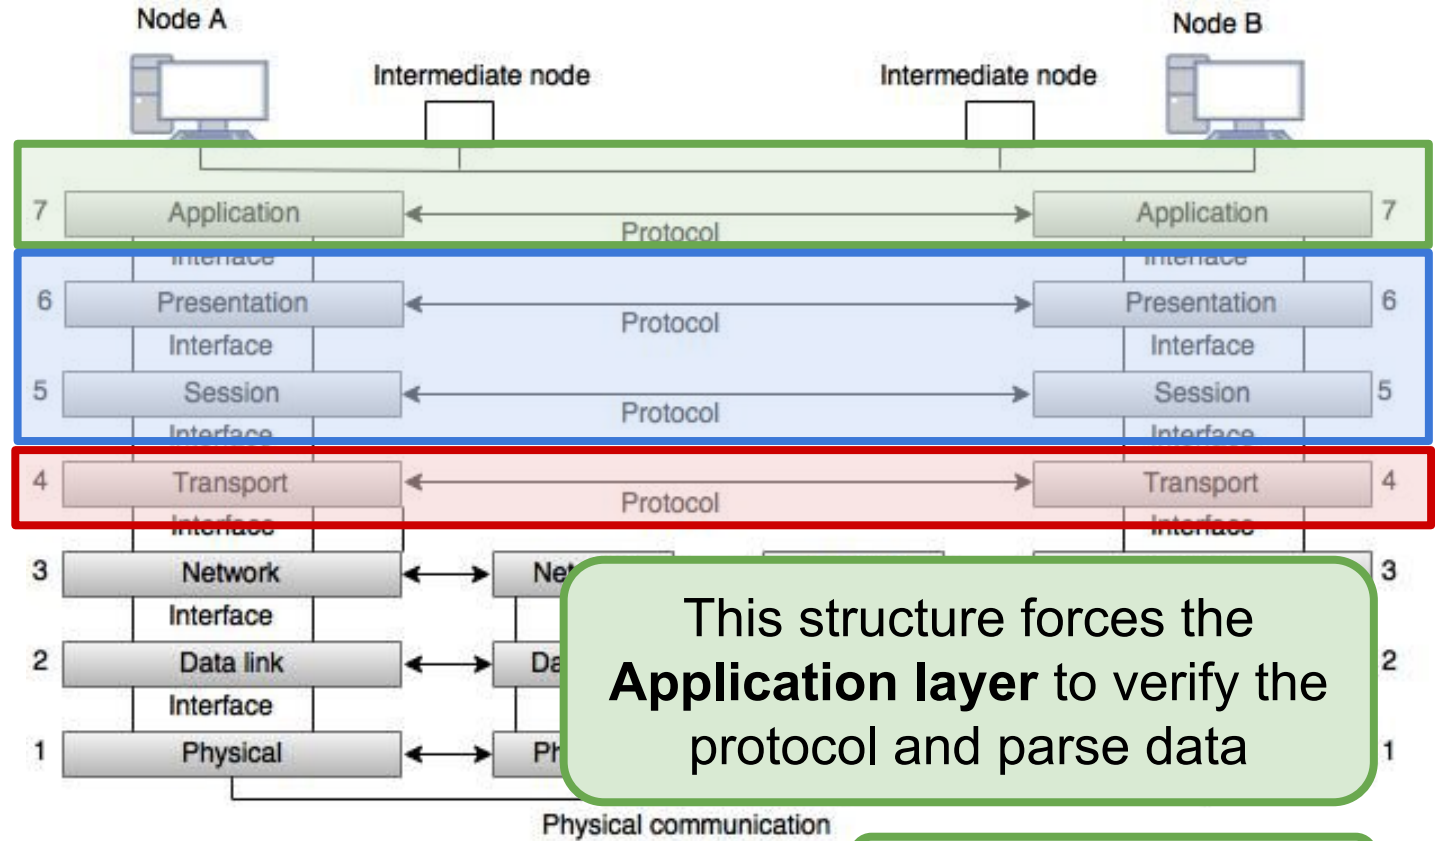 Node A
Node B
Intermediate node
Intermediate node
7 Application Protocol Application 7
Interface Interface
6 Presentation Protocol Presentation 6
Interface Interface
5 Session Protocol Session 5
Interface Interface
4 Transport Protocol Transport 4
Interface Interface
3 Network Net 3
Interface
2 Data link Da 2
Interface
1 Physical Ph 1
This structure forces the
Application layer to verify the
protocol and parse data
Physical communication